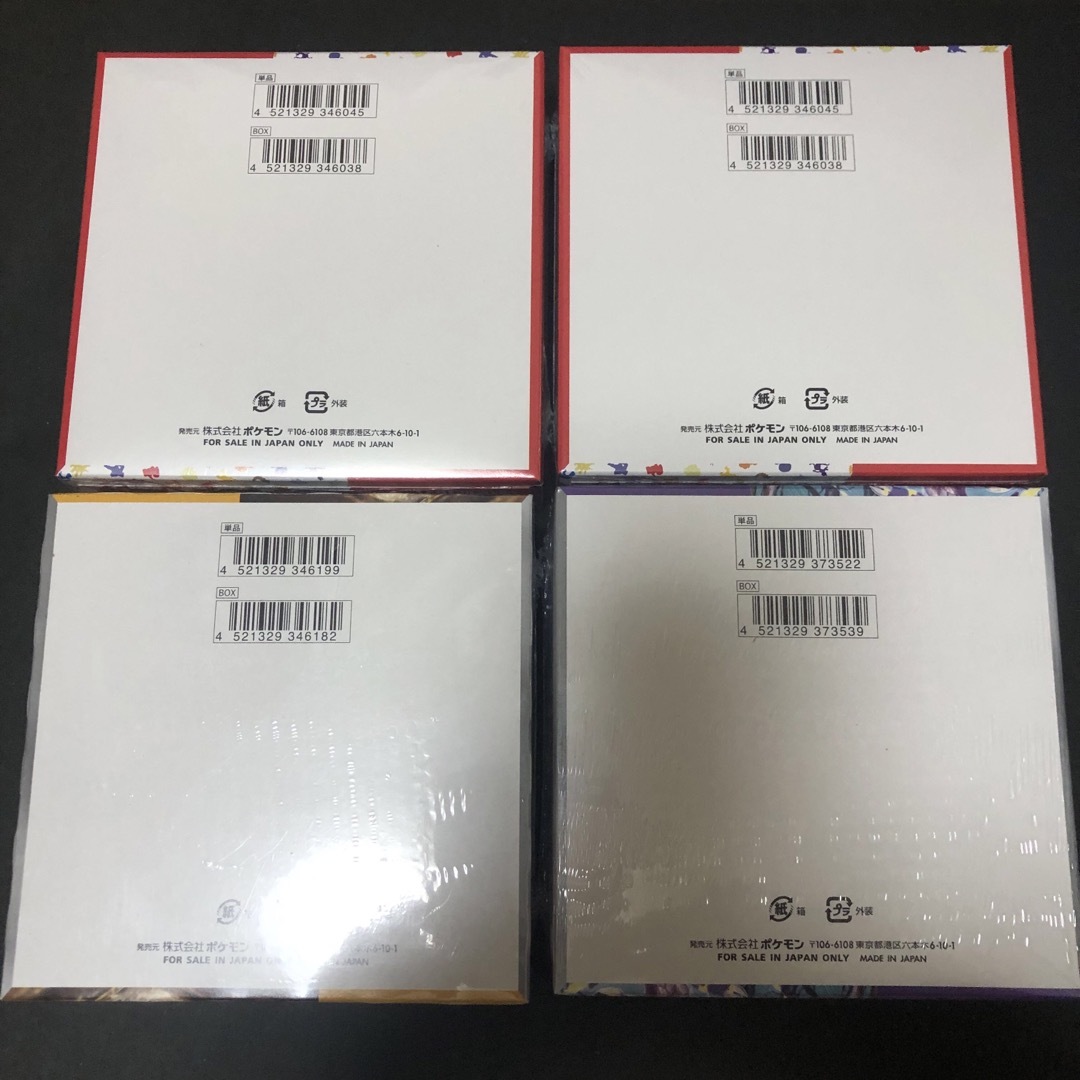 単品
4 521329 346045
BOX
4 521329 346038
紙 箱 プラ 外装
発売元 株式会社ポケモン 〒106-6108 東京都港区六本木6-10-1
FOR SALE IN JAPAN ONLY MADE IN JAPAN
単品
4 521329 346045
BOX
4 521329 346038
紙 箱 プラ 外装
発売元 株式会社ポケモン 〒106-6108 東京都港区六本木6-10-1
FOR SALE IN JAPAN ONLY MADE IN JAPAN
単品
4 521329 346199
BOX
4 521329 346182
紙
発売元 株式会社ポケモン 6-10-1
FOR SALE IN JAPAN IN JAPAN
単品
4 521329 373522
BOX
4 521329 373539
紙 箱 プラ 外装
発売元 株式会社ポケモン 〒106-6108 東京都港区六本木6-10-1
FOR SALE IN JAPAN ONLY MADE IN JAPAN